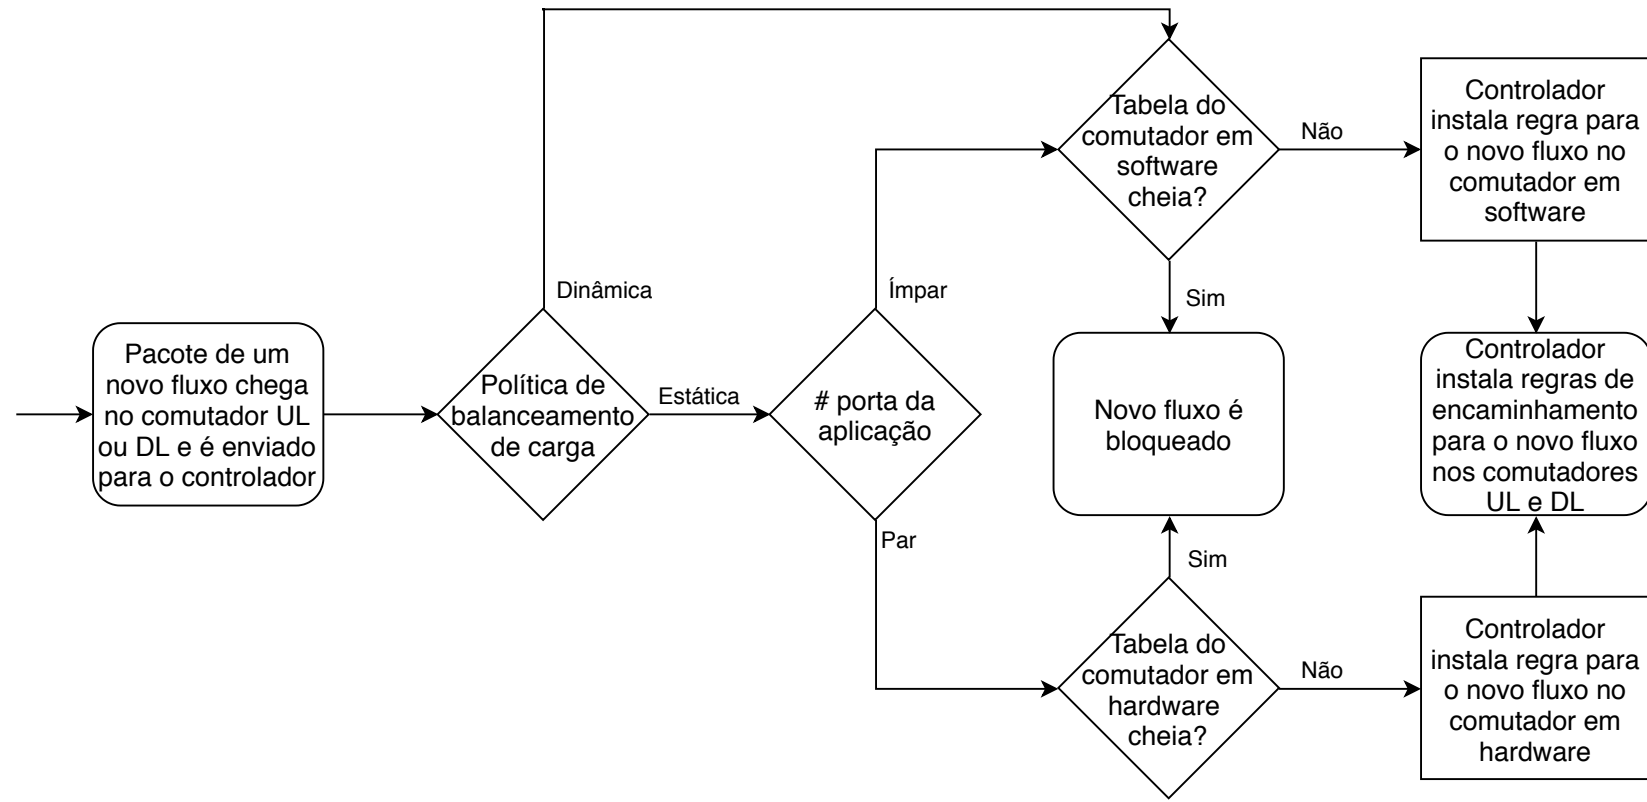 Pacote de um
novo fluxo chega
no comutador UL
ou DL e é enviado
para o controlador
Política de
balanceamento
de carga
Dinâmica
Estática
# porta da
aplicação
Ímpar
Par
Tabela do
comutador em
software
cheia?
Não
Sim
Controlador
instala regra para
o novo fluxo no
comutador em
software
Novo fluxo é
bloqueado
Controlador
instala regras de
encaminhamento
para o novo fluxo
nos comutadores
UL e DL
Sim
Tabela do
comutador em
hardware
cheia?
Não
Controlador
instala regra para
o novo fluxo no
comutador em
hardware